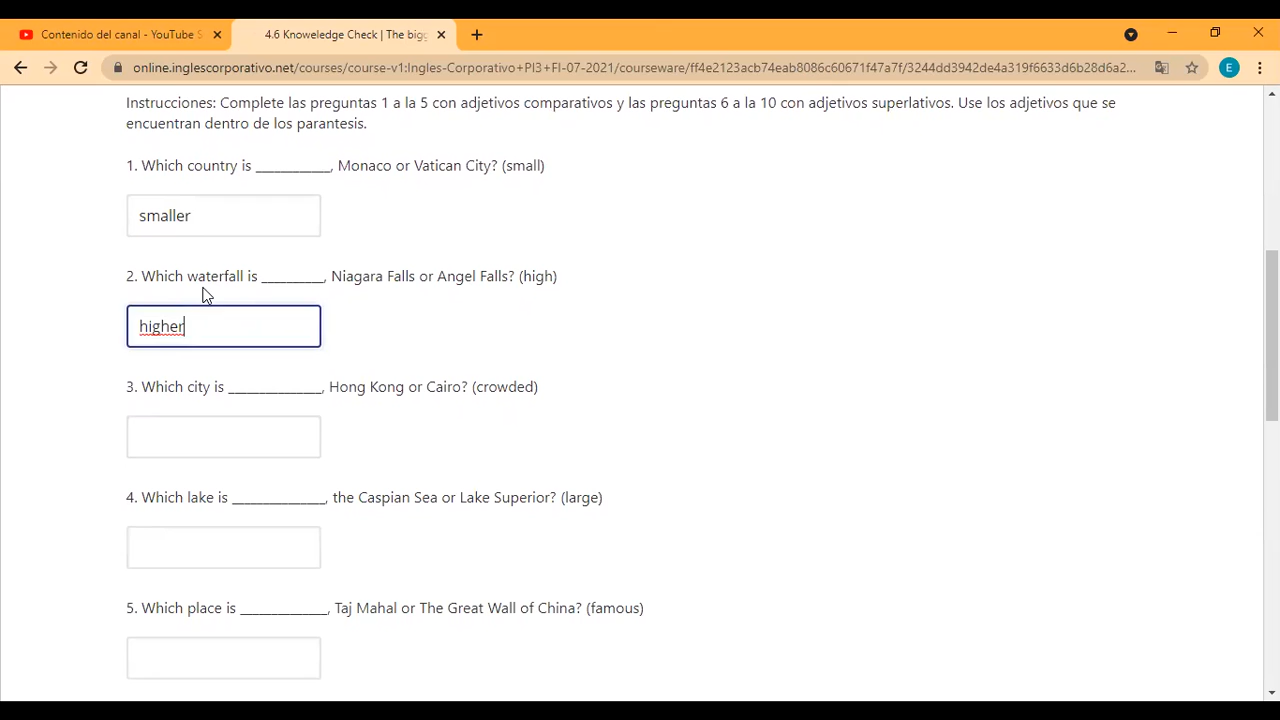 Contenido del canal - YouTube S
4.6 Knoweledge Check | The bigg
online.inglescorporativo.net/courses/course-v1:Ingles-Corporativo+PI3+FI-07-2021/courseware/ff4e2123acb74eab8086c60671f47a7f/3244dd3942de4a319f6633d6b28d6a2...
E
Instrucciones: Complete las preguntas 1 a la 5 con adjetivos comparativos y las preguntas 6 a la 10 con adjetivos superlativos. Use los adjetivos que se
encuentran dentro de los parantesis.
1. Which country is ___________, Monaco or Vatican City? (small)
smaller
2. Which waterfall is _________, Niagara Falls or Angel Falls? (high)
higher
3. Which city is ______________, Hong Kong or Cairo? (crowded)
4. Which lake is ______________, the Caspian Sea or Lake Superior? (large)
5. Which place is _____________, Taj Mahal or The Great Wall of China? (famous)